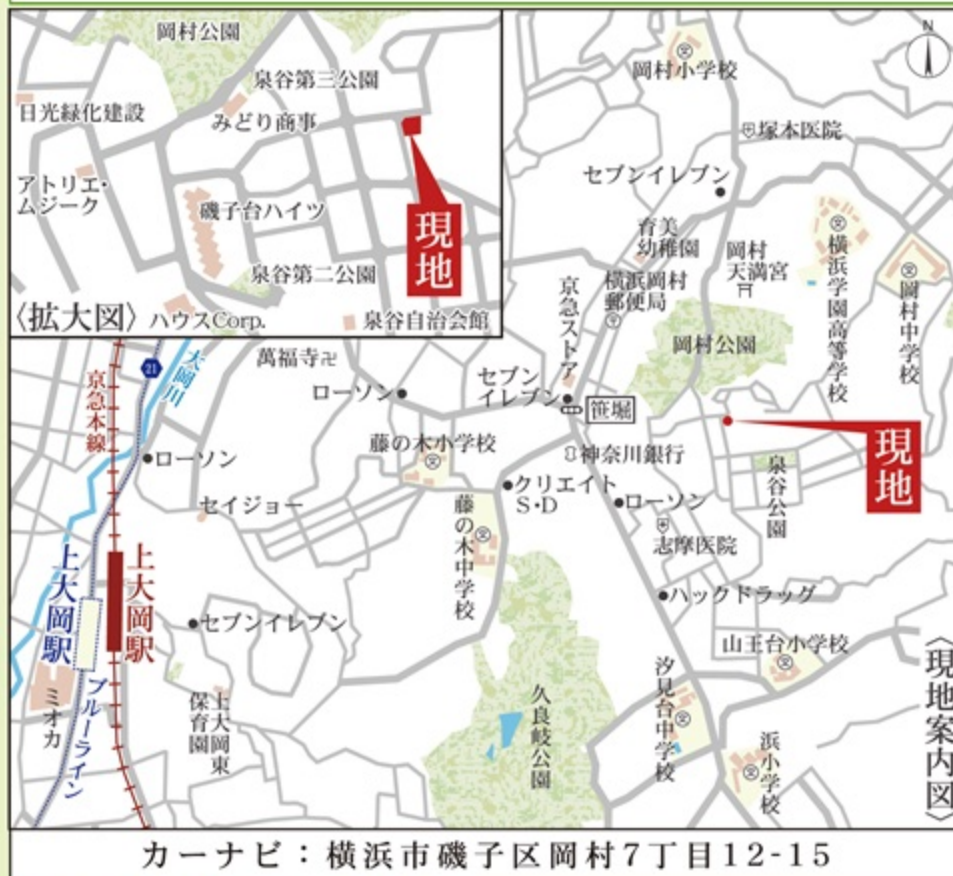 岡村公園
泉谷第三公園
日光緑化建設
みどり商事
アトリエ・
ムジーク
磯子台ハイツ
現地
泉谷第二公園
〈拡大図〉
ハウスCorp.
泉谷自治会館
N
岡村小学校
塚本医院
セブンイレブン
育美
幼稚園
岡村
天満宮
横浜岡村
郵便局
京急ストア
横浜学園高等学校
岡村中学校
岡村公園
萬福寺
21
大岡川
京急本線
ローソン
セブン
イレブン
笹堀
現地
ローソン
藤の木小学校
神奈川銀行
泉谷公園
クリエイト
S・D
ローソン
セイジョー
藤の木中学校
志摩医院
上大岡駅
上大岡駅
ハックドラッグ
セブンイレブン
山王台小学校
ミオカ
ブルーライン
上大岡東
保育園
久良岐公園
汐見台中学校
浜小学校
〈現地案内図〉
カーナビ：横浜市磯子区岡村7丁目12-15